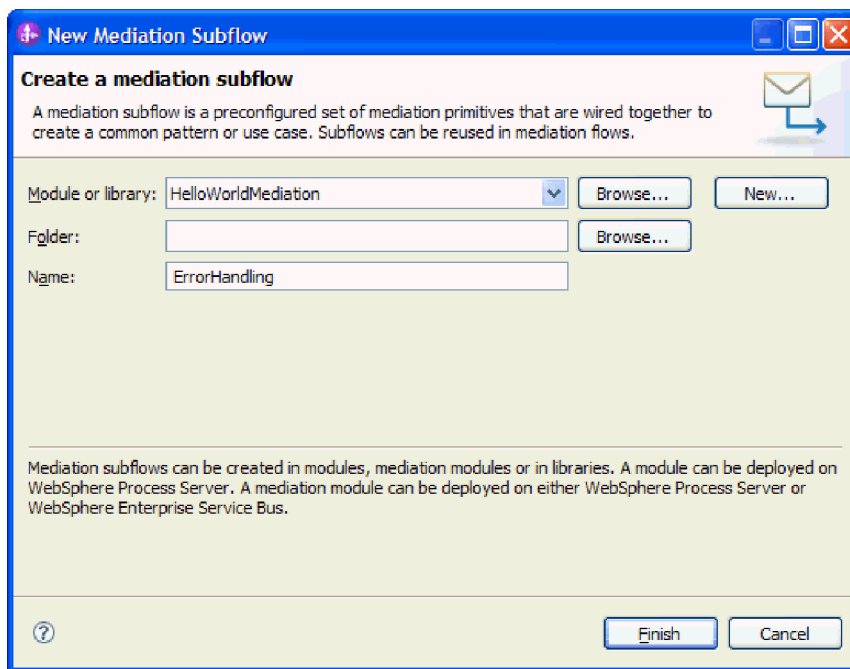 New Mediation Subflow
Create a mediation subflow
A mediation subflow is a preconfigured set of mediation primitives that are wired together to
create a common pattern or use case. Subflows can be reused in mediation flows.
Module or library: HelloWorldMediation Browse... New...
Folder: Browse...
Name: ErrorHandling
Mediation subflows can be created in modules, mediation modules or in libraries. A module can be deployed on
WebSphere Process Server. A mediation module can be deployed on either WebSphere Process Server or
WebSphere Enterprise Service Bus.
? Finish Cancel